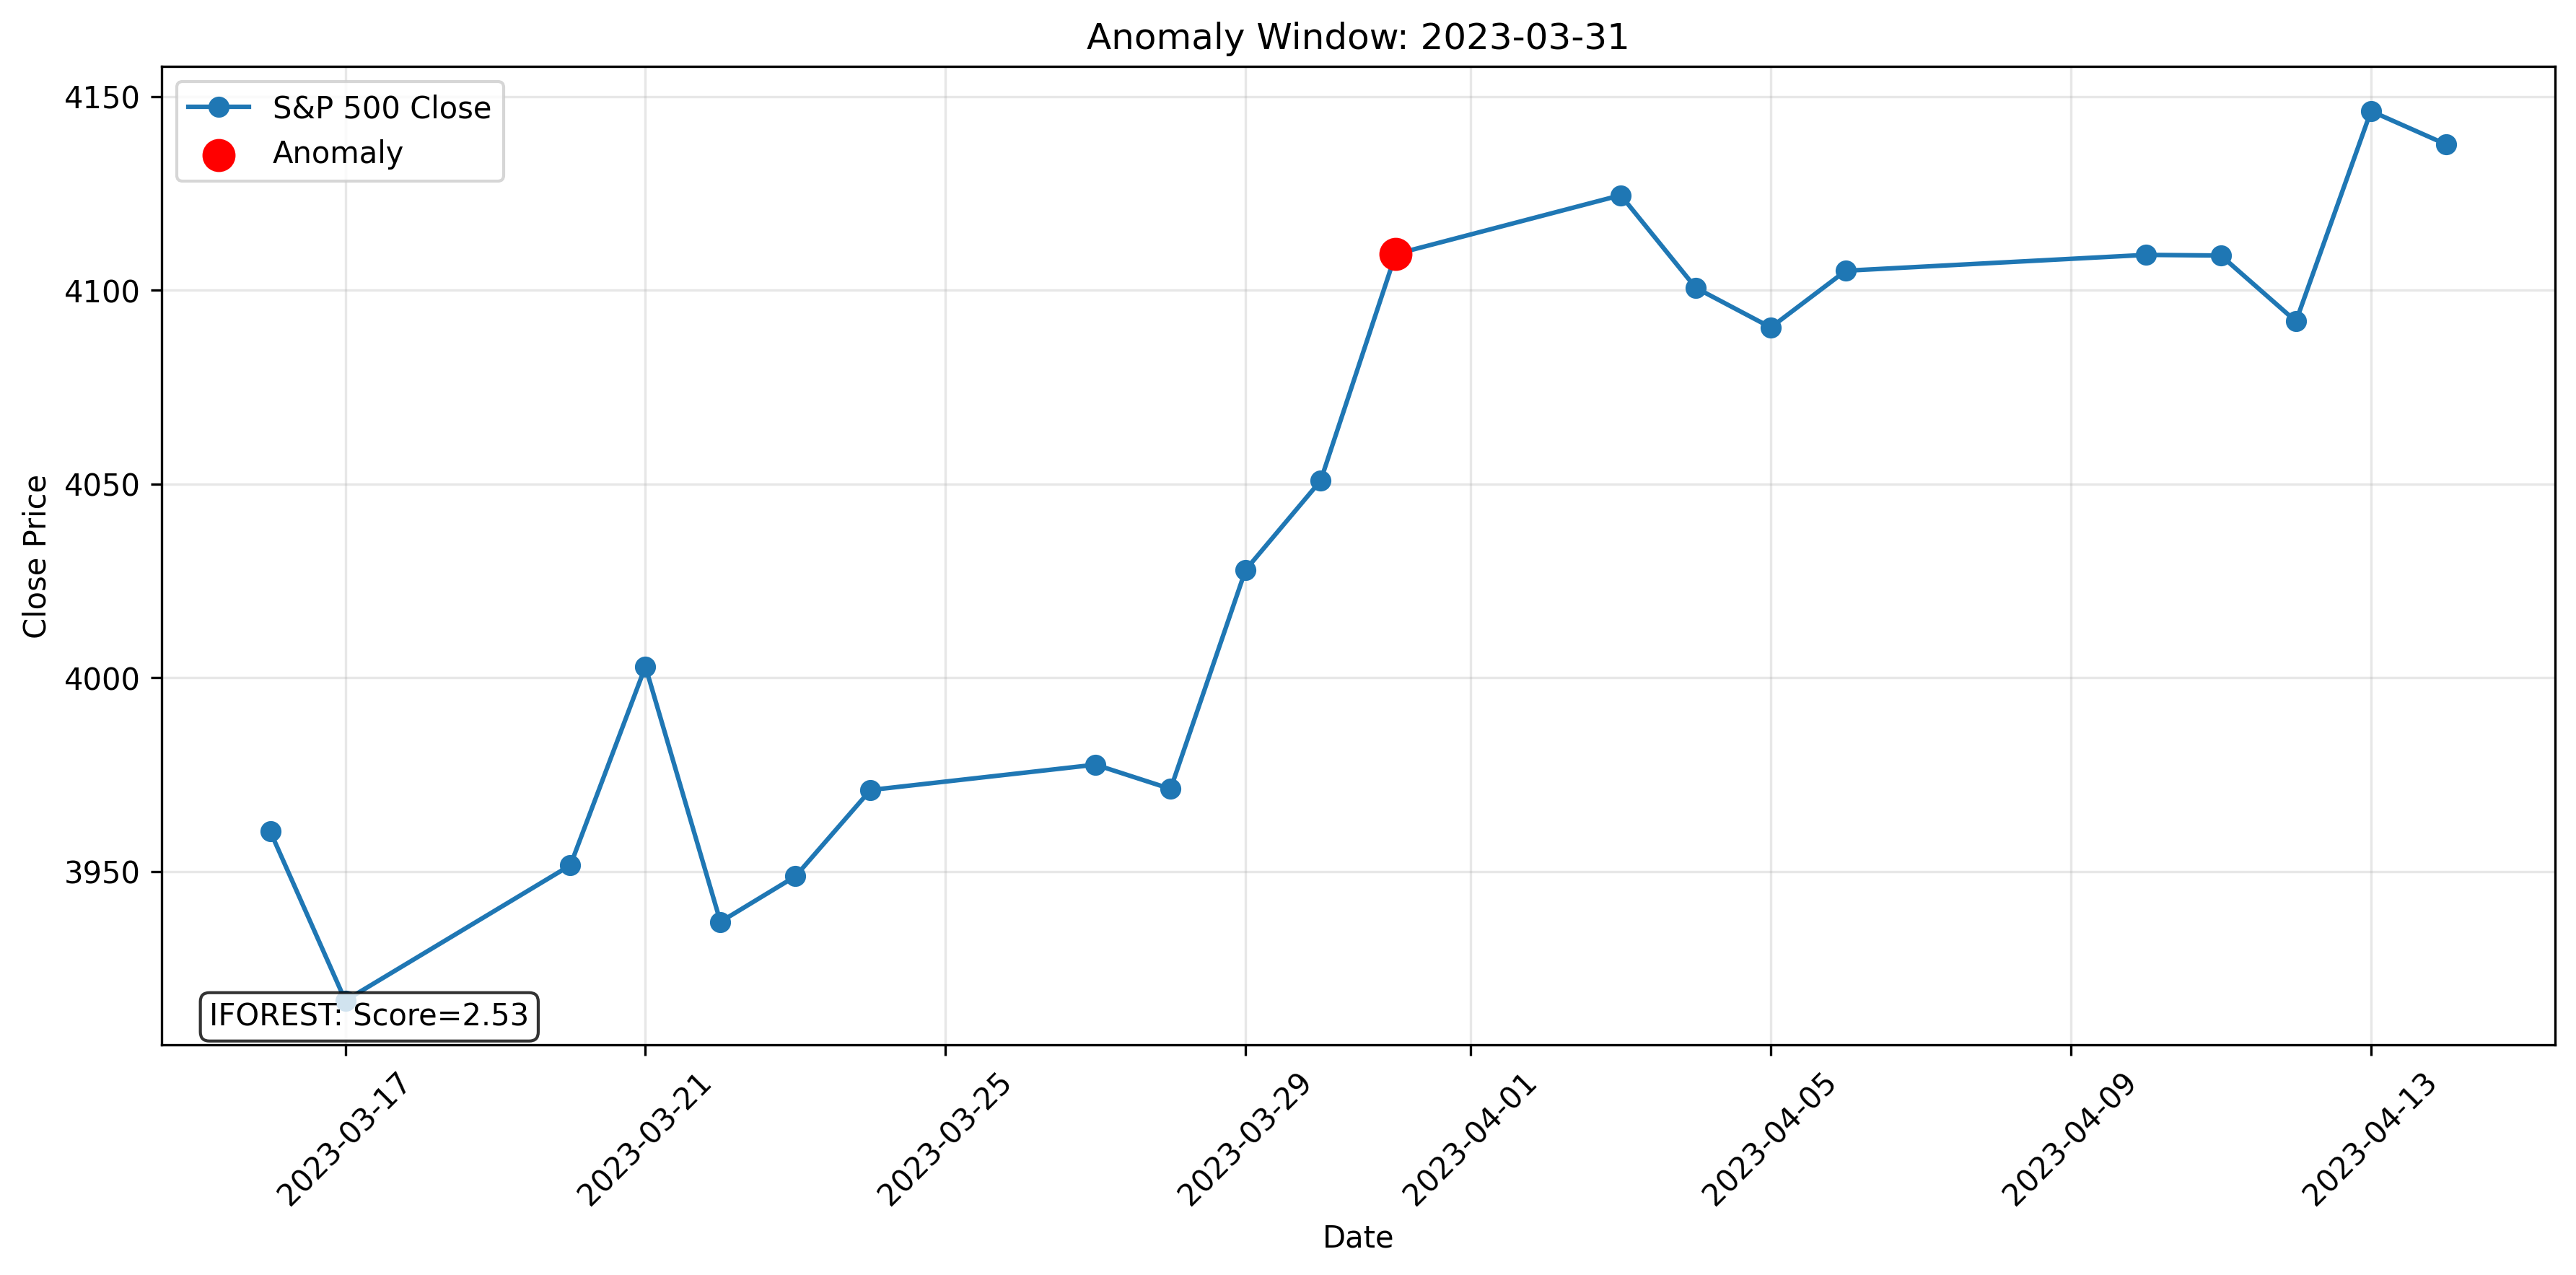 Anomaly Window: 2023-03-31
S&P 500 Close
Anomaly
4150
4100
4050
4000
3950
Close Price
IFOREST: Score=2.53
2023-03-17
2023-03-21
2023-03-25
2023-03-29
2023-04-01
2023-04-05
2023-04-09
2023-04-13
Date